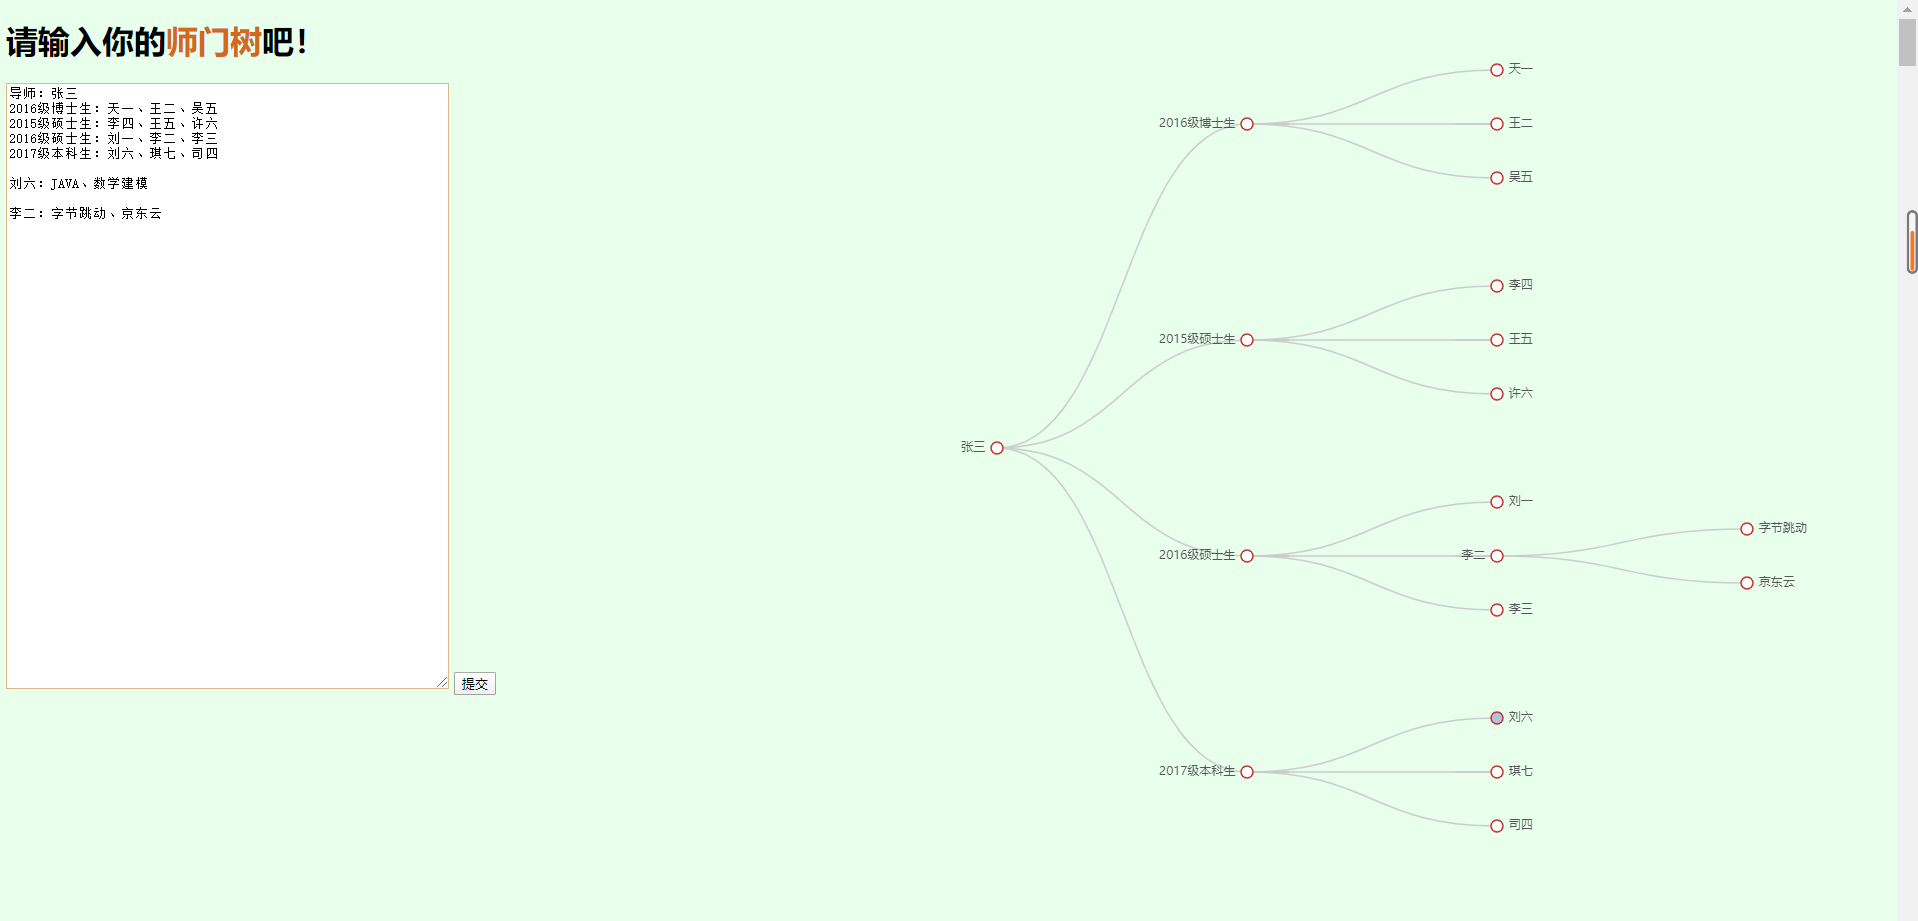 请输入你的师门树吧！
导师：张三
2016级博士生：天一、王二、吴五
2015级硕士生：李四、王五、许六
2016级硕士生：刘一、李二、李三
2017级本科生：刘六、琪七、司四
刘六：JAVA、数学建模
李二：字节跳动、京东云
提交
张三
2016级博士生
天一
王二
吴五
2015级硕士生
李四
王五
许六
2016级硕士生
刘一
李二
字节跳动
京东云
李三
2017级本科生
刘六
琪七
司四